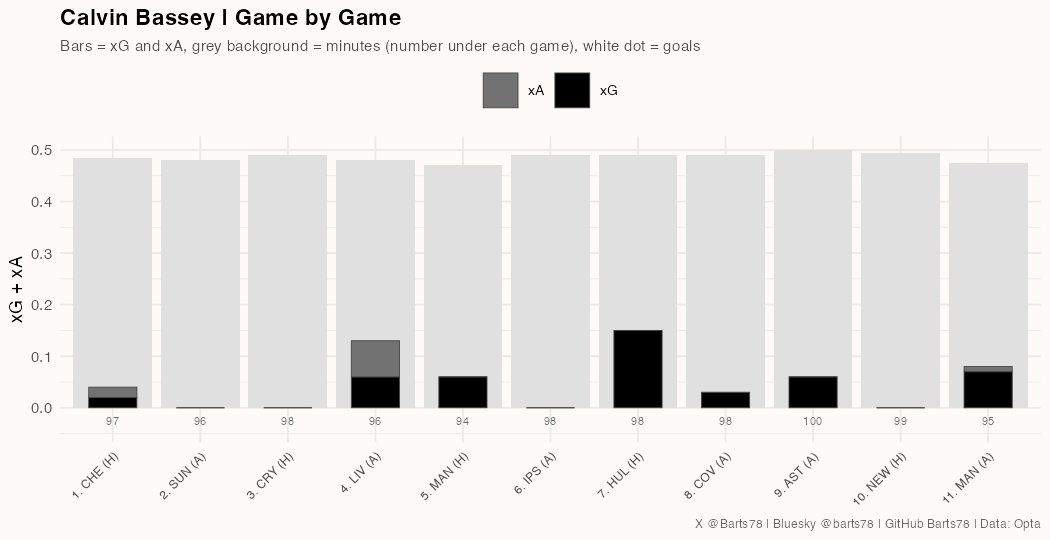 Calvin Bassey | Game by Game
Bars = xG and xA, grey background = minutes (number under each game), white dot = goals
xA xG
xG + xA
0.5
0.4
0.3
0.2
0.1
0.0
97 96 98 96 94 98 98 98 100 99 95
1. CHE (H)
2. SUN (A)
3. CRY (H)
4. LIV (A)
5. MAN (H)
6. IPS (A)
7. HUL (H)
8. COV (A)
9. AST (A)
10. NEW (H)
11. MAN (A)
X @Barts78 | Bluesky @barts78 | GitHub Barts78 | Data: Opta